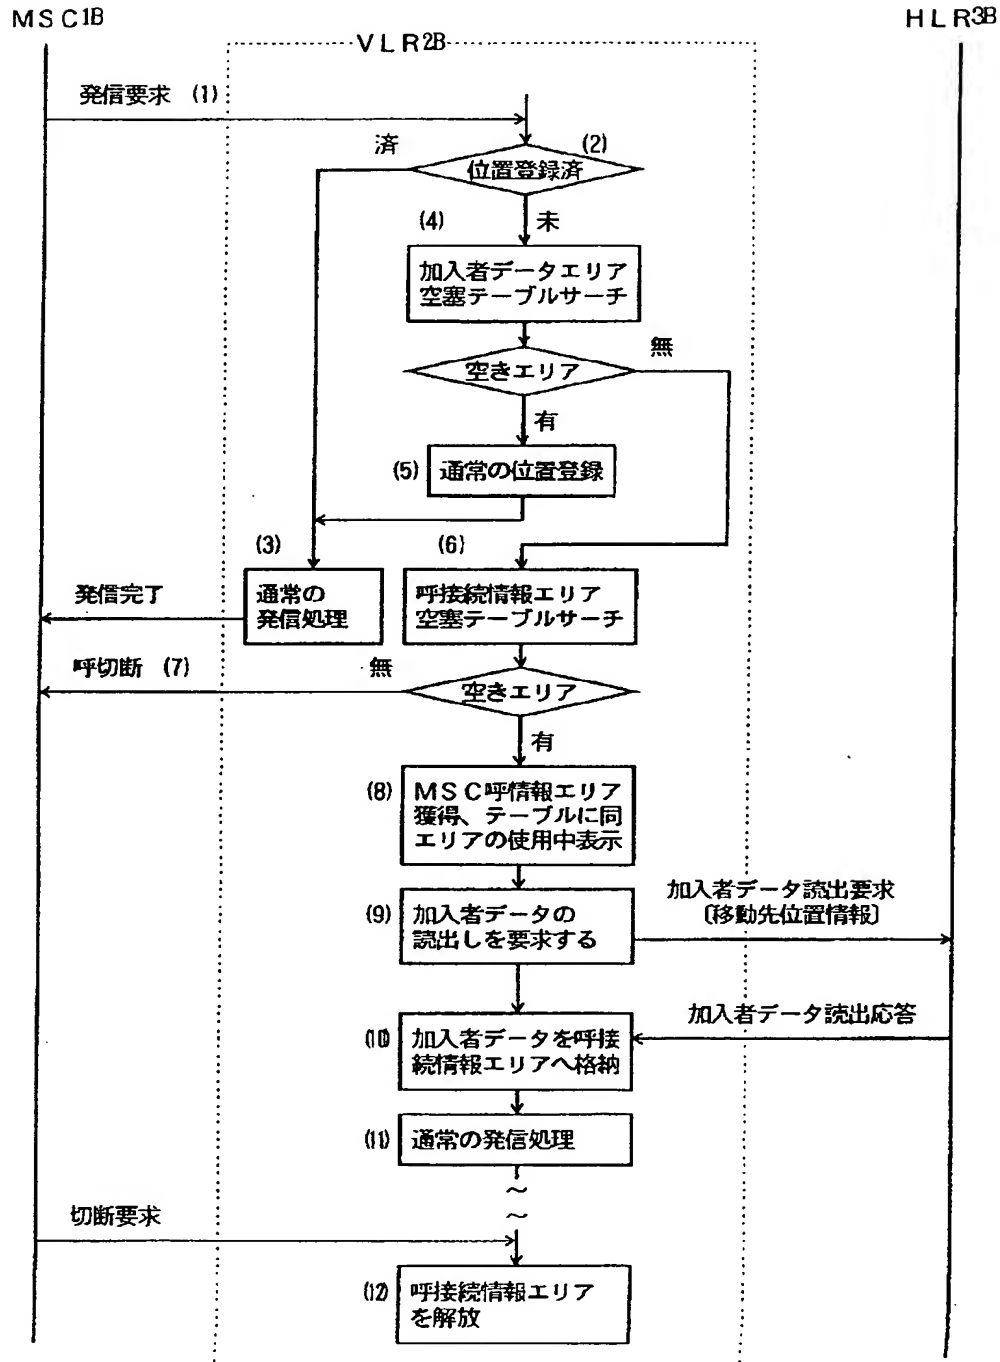 MSC1B
HLR3B
VLR2B
発信要求 (1)
済
(2)
位置登録済
(4)
未
加入者データエリア
空塞テーブルサーチ
無
空きエリア
有
(5)
通常の位置登録
(3)
(6)
発信完了
通常の
発信処理
呼接続情報エリア
空塞テーブルサーチ
呼切断 (7)
無
空きエリア
有
(8)
MSC呼情報エリア
獲得、テーブルに同
エリアの使用中表示
加入者データ読出要求
〔移動先位置情報〕
(9)
加入者データの
読出しを要求する
加入者データ読出応答
(10)
加入者データを呼接
続情報エリアへ格納
(11)
通常の発信処理
~
~
切断要求
(12)
呼接続情報エリア
を解放